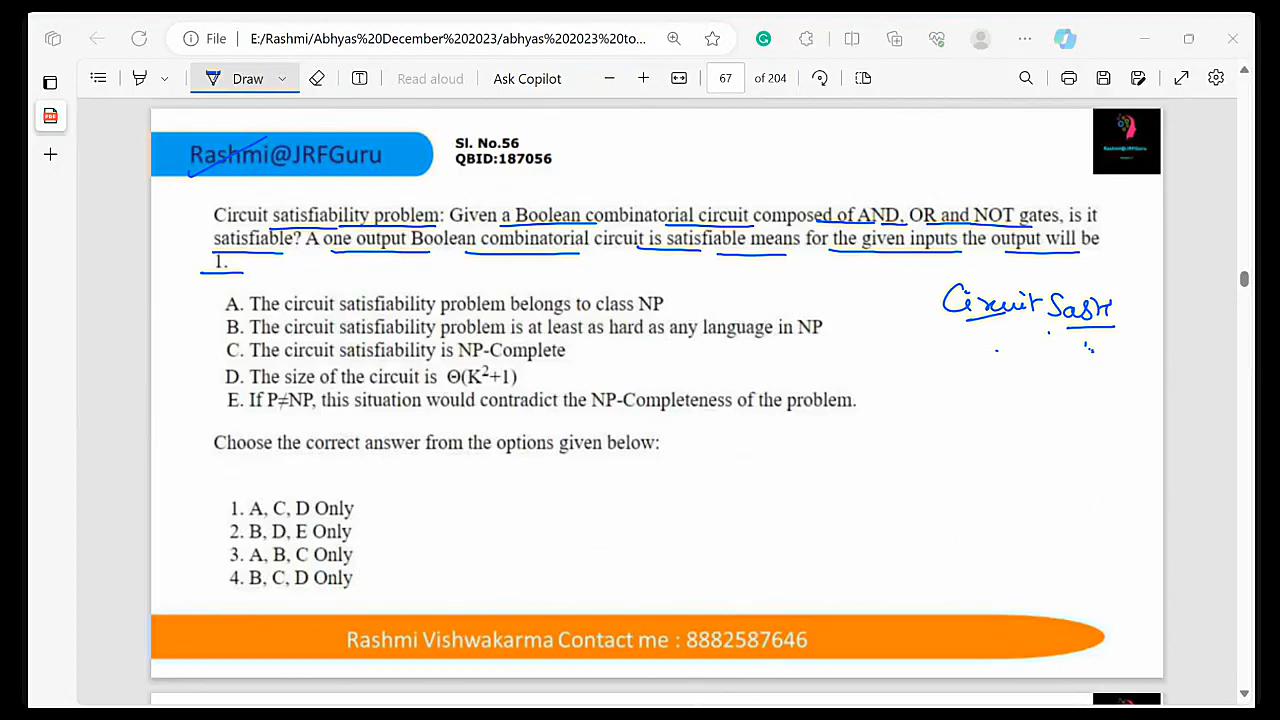 File
E:/Rashmi/Abhyas%20December%202023/abhyas%202023%20to...
Draw
Read aloud
Ask Copilot
67
of 204
PDF
Rashmi@JRFGuru
Sl. No.56
QBID:187056
Circuit satisfiability problem: Given a Boolean combinatorial circuit composed of AND, OR and NOT gates, is it
satisfiable? A one output Boolean combinatorial circuit is satisfiable means for the given inputs the output will be
1.
Circuit
A. The circuit satisfiability problem belongs to class NP
B. The circuit satisfiability problem is at least as hard as any language in NP
C. The circuit satisfiability is NP-Complete
D. The size of the circuit is Θ(K²+1)
E. If P≠NP, this situation would contradict the NP-Completeness of the problem.
Choose the correct answer from the options given below:
1. A, C, D Only
2. B, D, E Only
3. A, B, C Only
4. B, C, D Only
Rashmi Vishwakarma Contact me : 8882587646